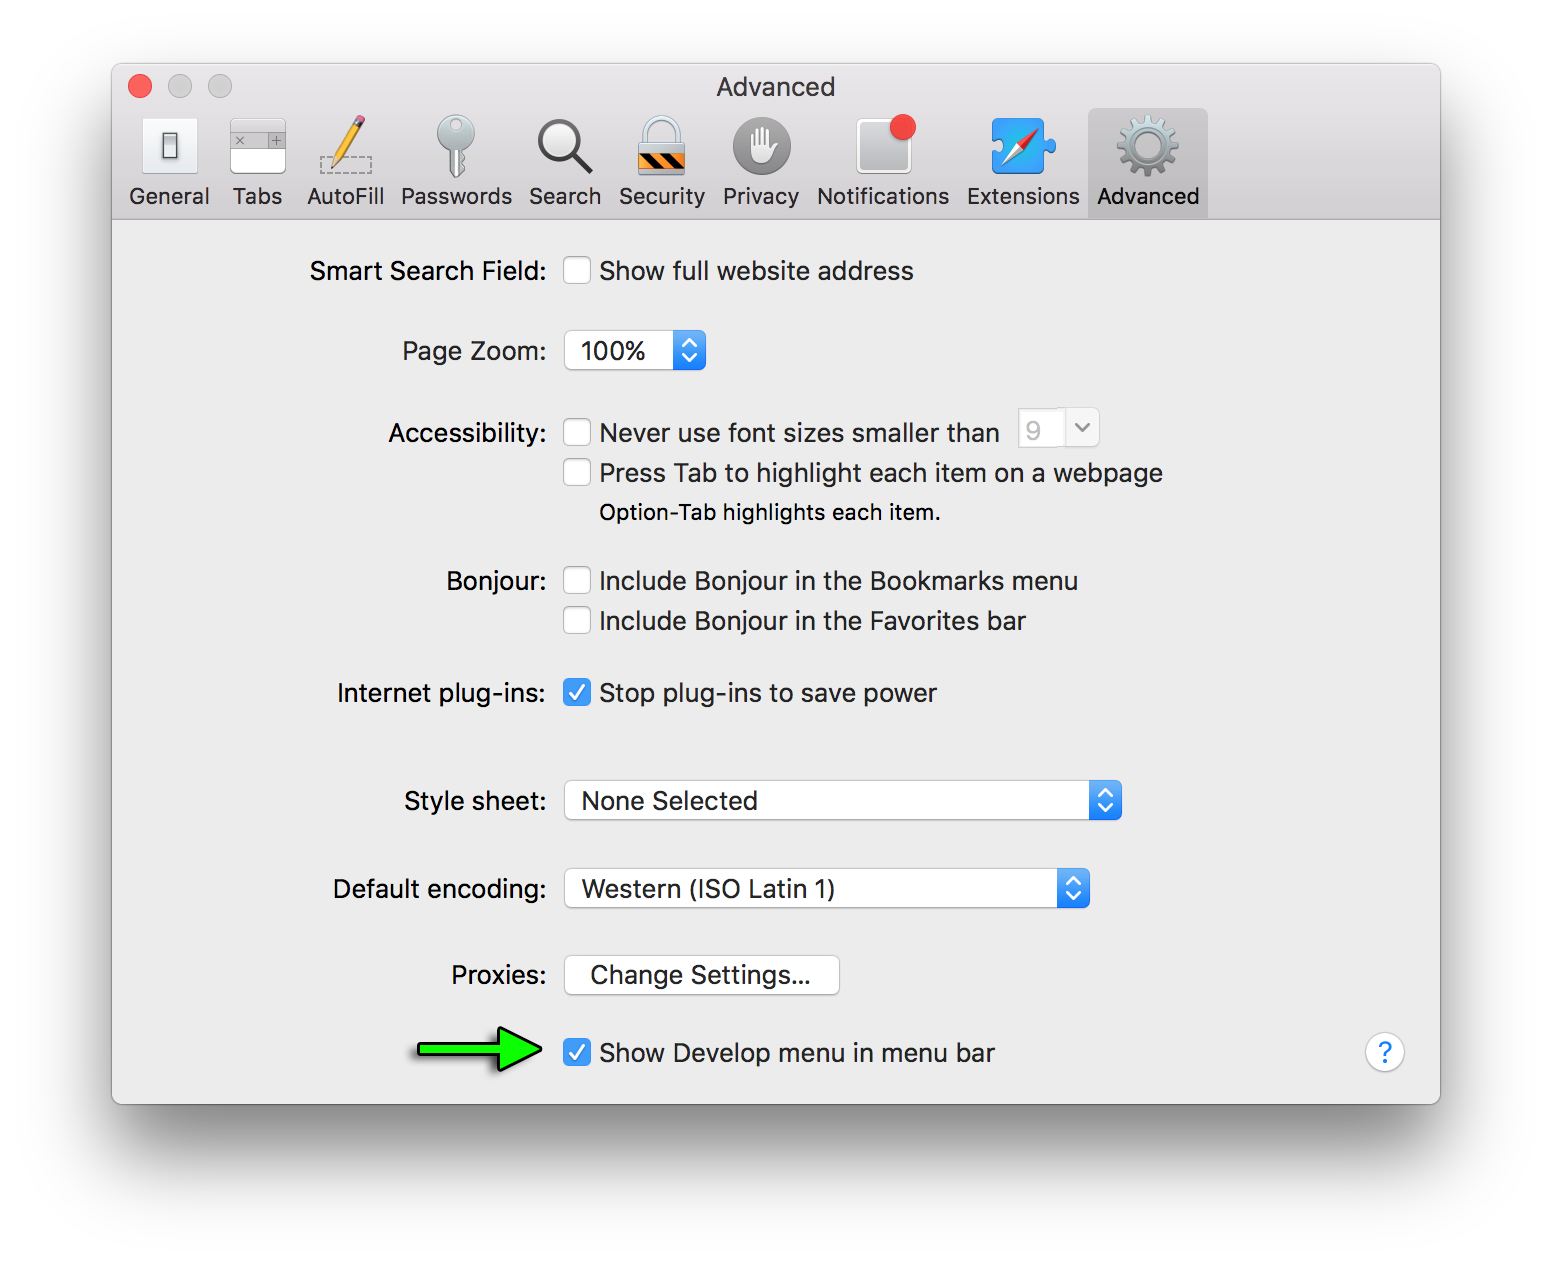 Advanced
General Tabs AutoFill Passwords Search Security Privacy Notifications Extensions Advanced
Smart Search Field: Show full website address
Page Zoom: 100%
Accessibility: Never use font sizes smaller than 9
Press Tab to highlight each item on a webpage
Option-Tab highlights each item.
Bonjour: Include Bonjour in the Bookmarks menu
Include Bonjour in the Favorites bar
Internet plug-ins: Stop plug-ins to save power
Style sheet: None Selected
Default encoding: Western (ISO Latin 1)
Proxies: Change Settings...
Show Develop menu in menu bar ?